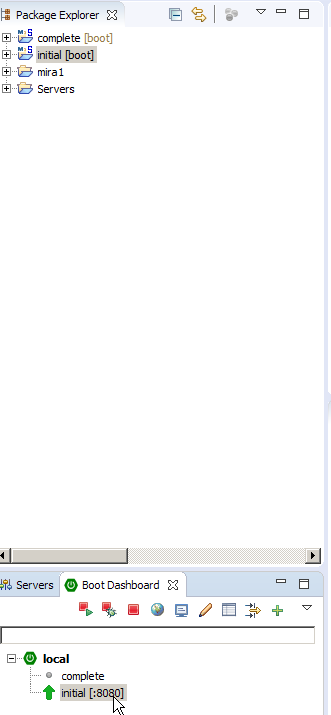 Package Explorer
complete [boot]
initial [boot]
mira1
Servers
Servers Boot Dashboard
local
complete
initial [:8080]